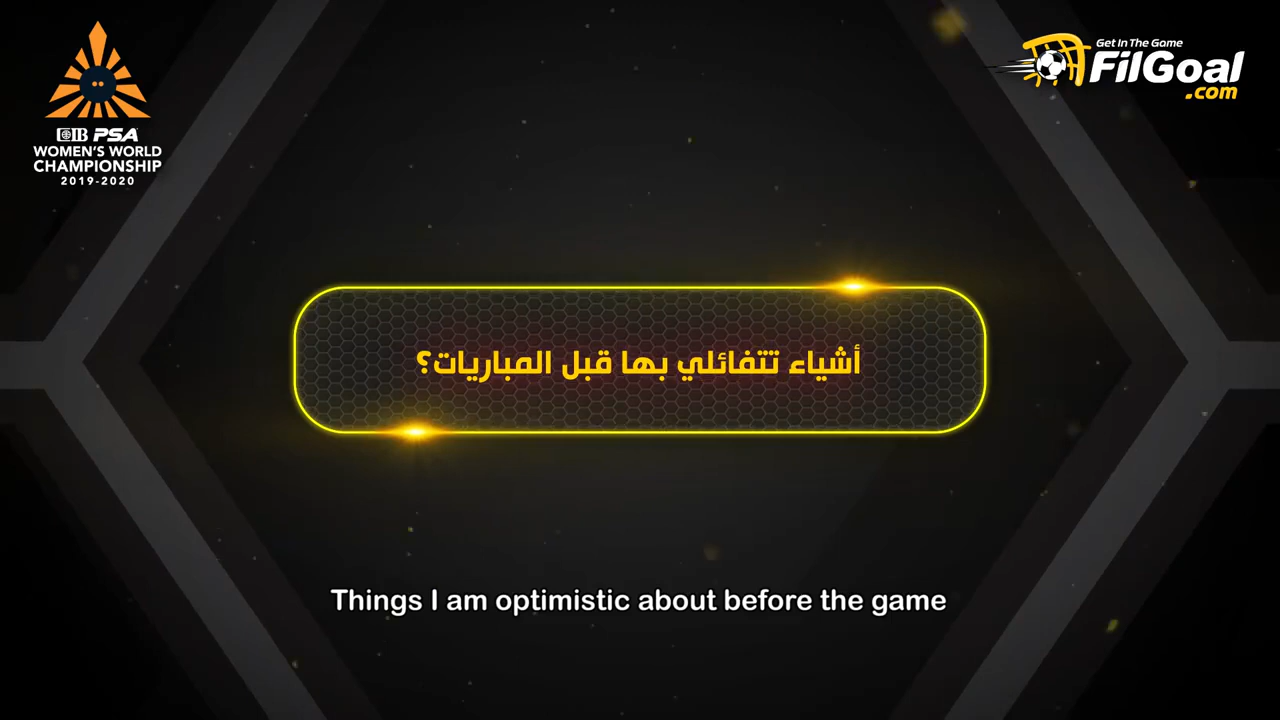 CIB PSA
WOMEN'S WORLD
CHAMPIONSHIP
2019-2020
Get In The Game
FilGoal
.com
أشياء تتفائلي بها قبل المباريات؟
Things I am optimistic about before the game